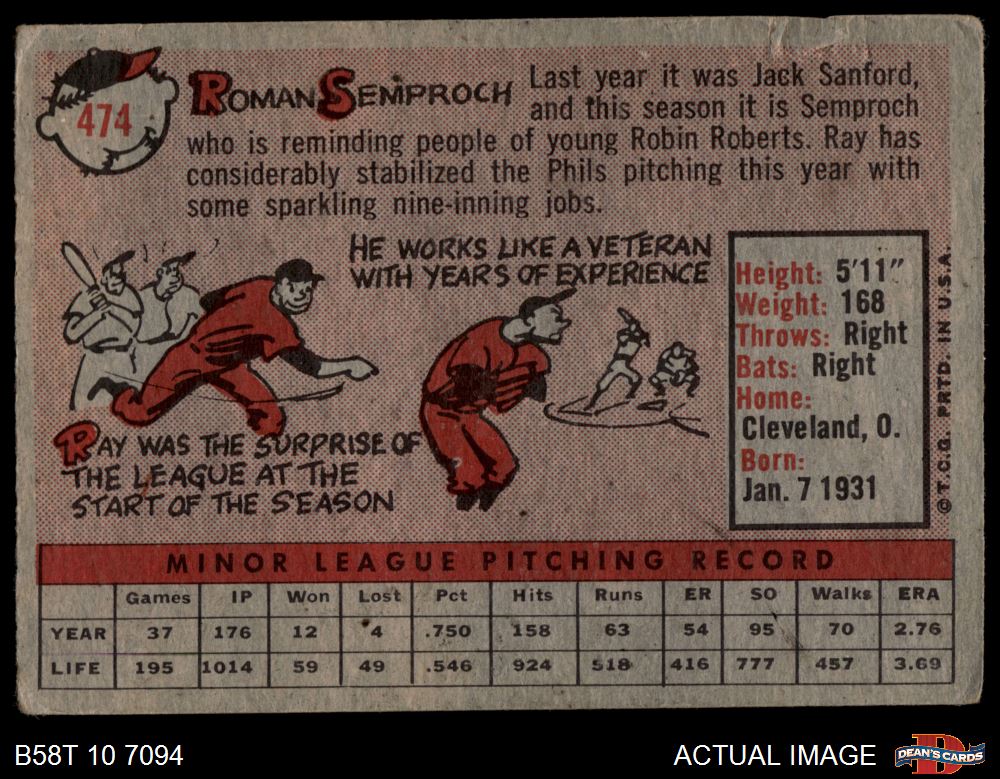 474
ROMAN SEMPROCH
Last year it was Jack Sanford,
and this season it is Semproch
who is reminding people of young Robin Roberts. Ray has
considerably stabilized the Phils pitching this year with
some sparkling nine-inning jobs.
HE WORKS LIKE A VETERAN
WITH YEARS OF EXPERIENCE
RAY WAS THE SURPRISE OF
THE LEAGUE AT THE
START OF THE SEASON
Height: 5'11"
Weight: 168
Throws: Right
Bats: Right
Home:
Cleveland, O.
Born:
Jan. 7 1931
© T.C.G. PRTD. IN U.S.A.
MINOR LEAGUE PITCHING RECORD
Games IP Won Lost Pct Hits Runs ER SO Walks ERA
YEAR 37 176 12 4 .750 158 63 54 95 70 2.76
LIFE 195 1014 59 49 .546 924 518 416 777 457 3.69
B58T 10 7094
ACTUAL IMAGE
DEAN'S CARDS